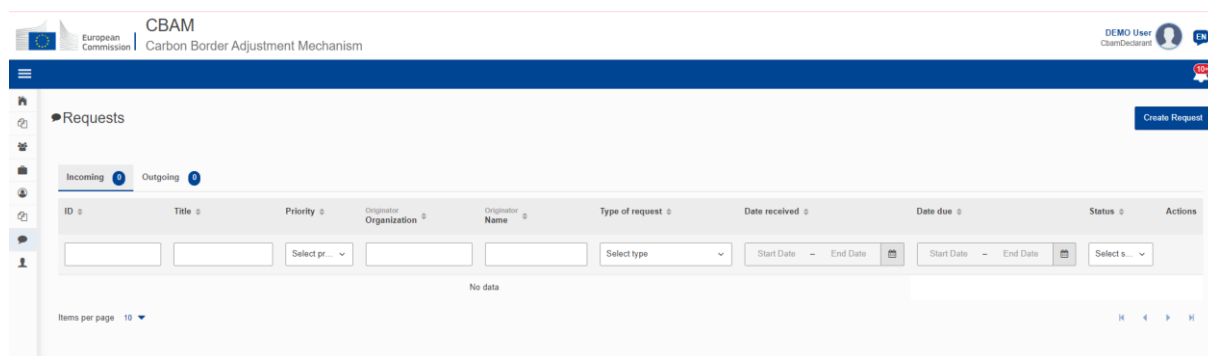 European
Commission
CBAM
Carbon Border Adjustment Mechanism
DEMO User
CbamDeclarant
EN
10+
Requests
Create Request
Incoming 0 Outgoing 0
ID Title Priority Originator Organization Originator Name Type of request Date received Date due Status Actions
Select pr... Select type Start Date – End Date Start Date – End Date Select s...
No data
Items per page 10